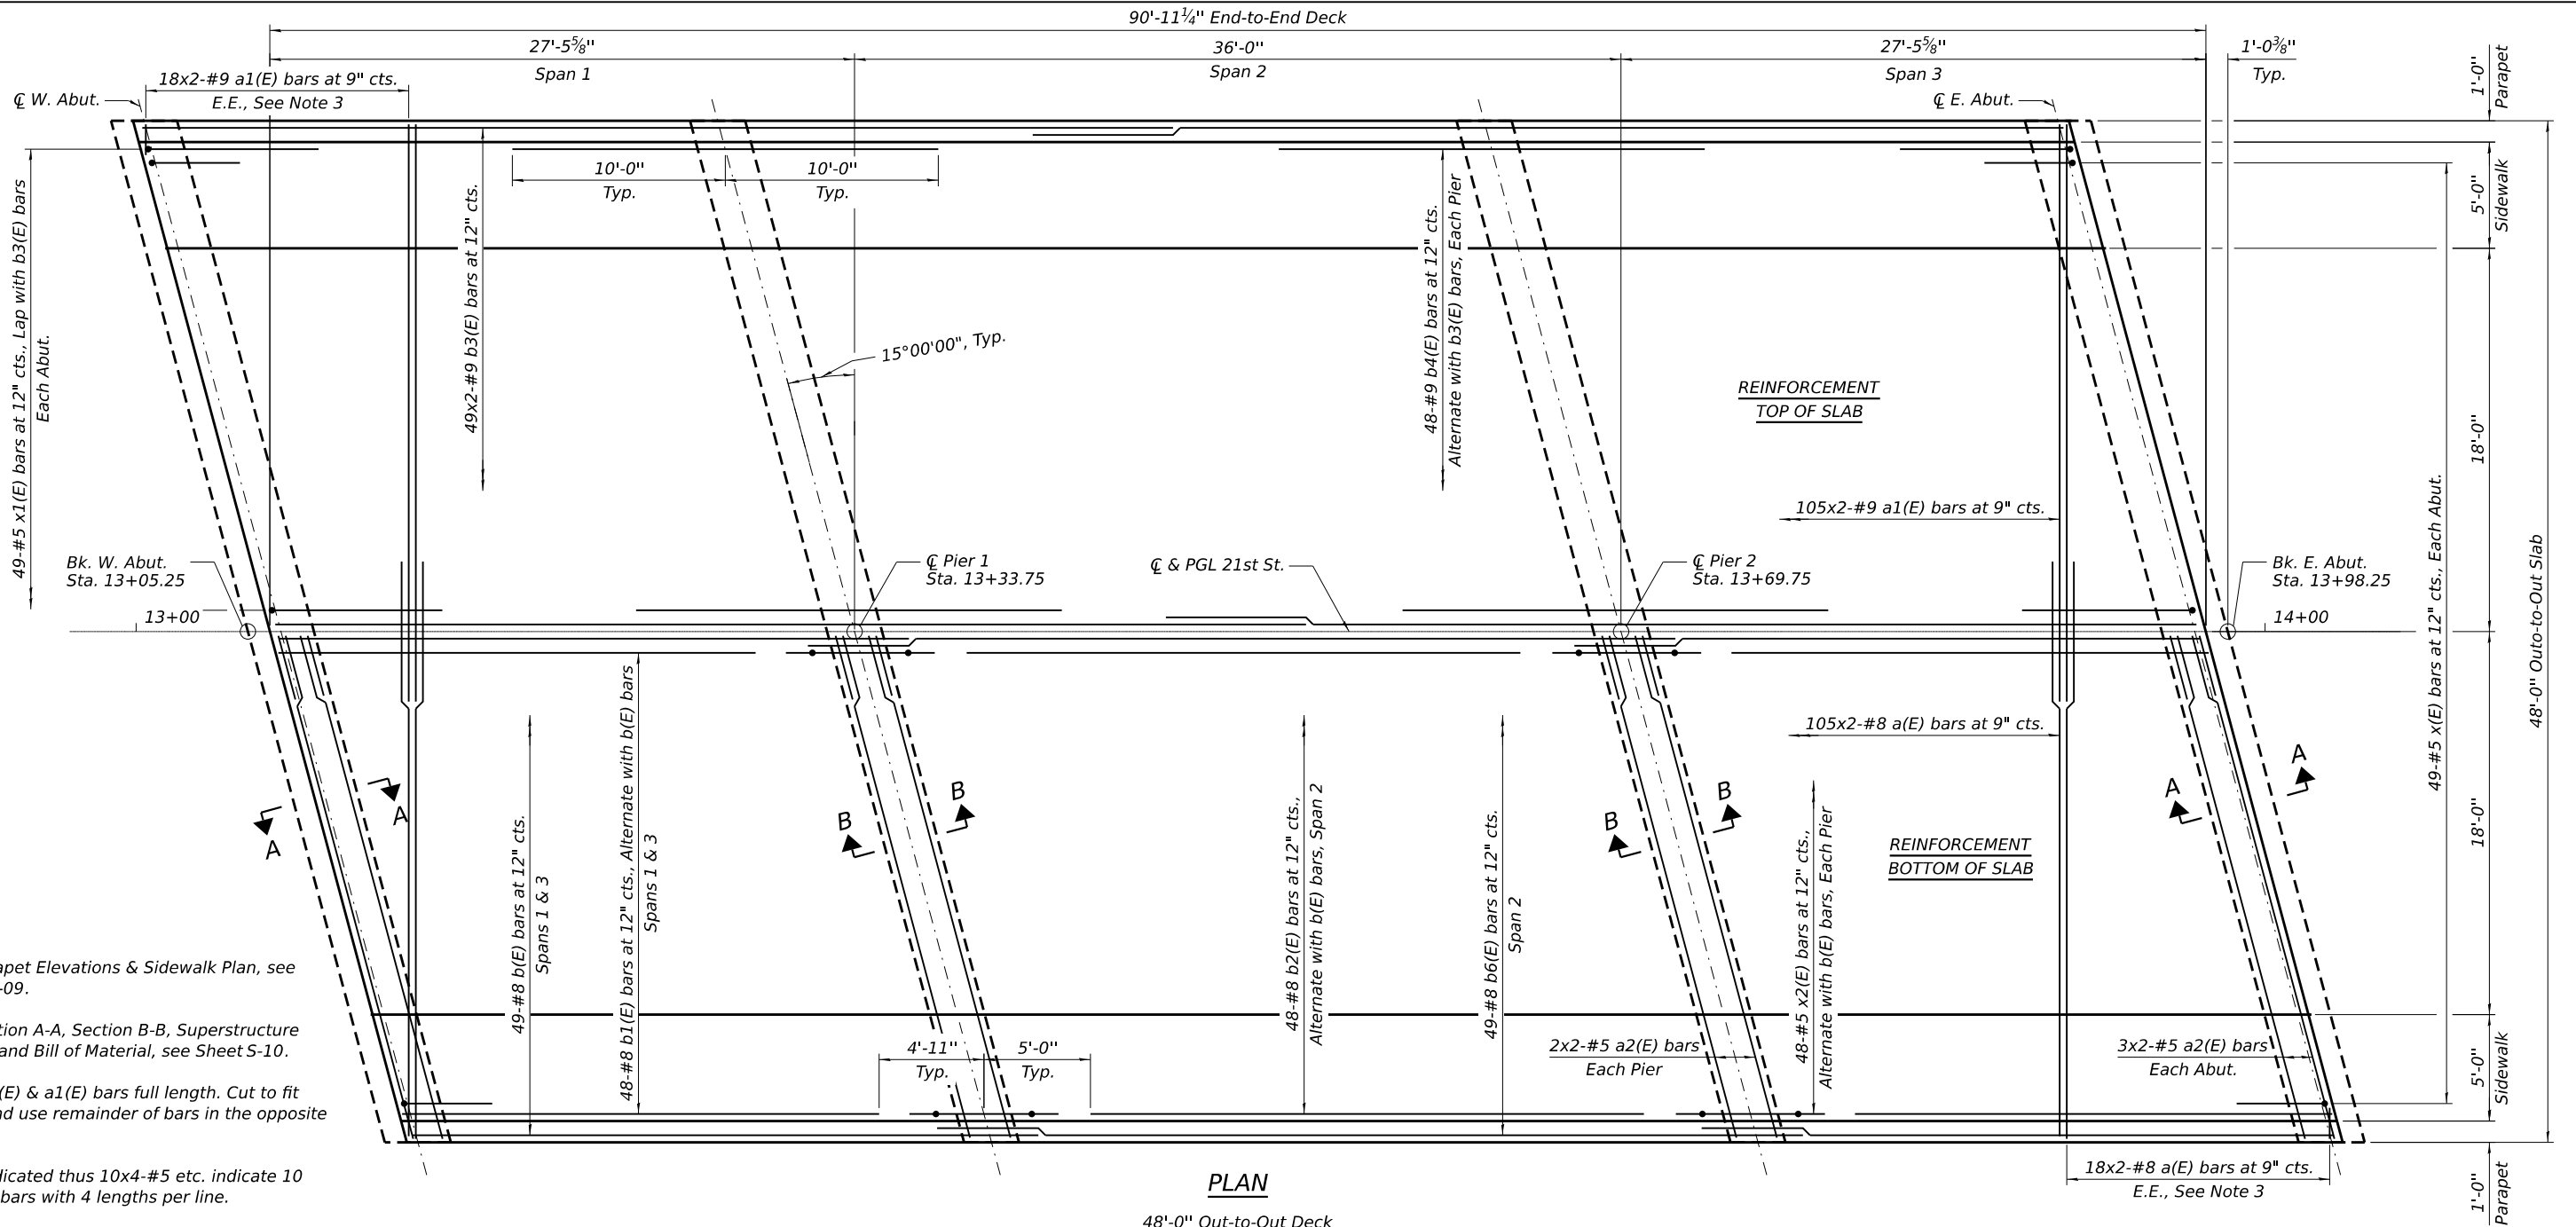 90'-11¼" End-to-End Deck
27'-5⅝"
36'-0"
27'-5⅝"
1'-0⅜"
Span 1
Span 2
Span 3
Typ.
18x2-#9 a1(E) bars at 9" cts.
E.E., See Note 3
℄ W. Abut.
℄ E. Abut.
1'-0"
Parapet
10'-0"
Typ.
10'-0"
Typ.
5'-0"
Sidewalk
49-#5 x1(E) bars at 12" cts., Lap with b3(E) bars
Each Abut.
49x2-#9 b3(E) bars at 12" cts.
48-#9 b4(E) bars at 12" cts.
Alternate with b3(E) bars, Each Pier
15°00'00", Typ.
REINFORCEMENT
TOP OF SLAB
18'-0"
105x2-#9 a1(E) bars at 9" cts.
49-#5 x(E) bars at 12" cts., Each Abut.
48'-0" Outo-to-Out Slab
Bk. W. Abut.
Sta. 13+05.25
℄ Pier 1
Sta. 13+33.75
℄ & PGL 21st St.
℄ Pier 2
Sta. 13+69.75
Bk. E. Abut.
Sta. 13+98.25
13+00
14+00
105x2-#8 a(E) bars at 9" cts.
A
A
B
B
B
B
A
A
49-#8 b(E) bars at 12" cts.
Spans 1 & 3
48-#8 b1(E) bars at 12" cts., Alternate with b(E) bars
Spans 1 & 3
48-#8 b2(E) bars at 12" cts.,
Alternate with b(E) bars, Span 2
49-#8 b6(E) bars at 12" cts.
Span 2
48-#5 x2(E) bars at 12" cts.,
Alternate with b(E) bars, Each Pier
REINFORCEMENT
BOTTOM OF SLAB
18'-0"
4'-11"
Typ.
5'-0"
Typ.
2x2-#5 a2(E) bars
Each Pier
3x2-#5 a2(E) bars
Each Abut.
5'-0"
Sidewalk
18x2-#8 a(E) bars at 9" cts.
E.E., See Note 3
1'-0"
Parapet
apet Elevations & Sidewalk Plan, see
-09.
tion A-A, Section B-B, Superstructure
and Bill of Material, see Sheet S-10.
(E) & a1(E) bars full length. Cut to fit
nd use remainder of bars in the opposite
dicated thus 10x4-#5 etc. indicate 10
bars with 4 lengths per line.
PLAN
48'-0" Out-to-Out Deck